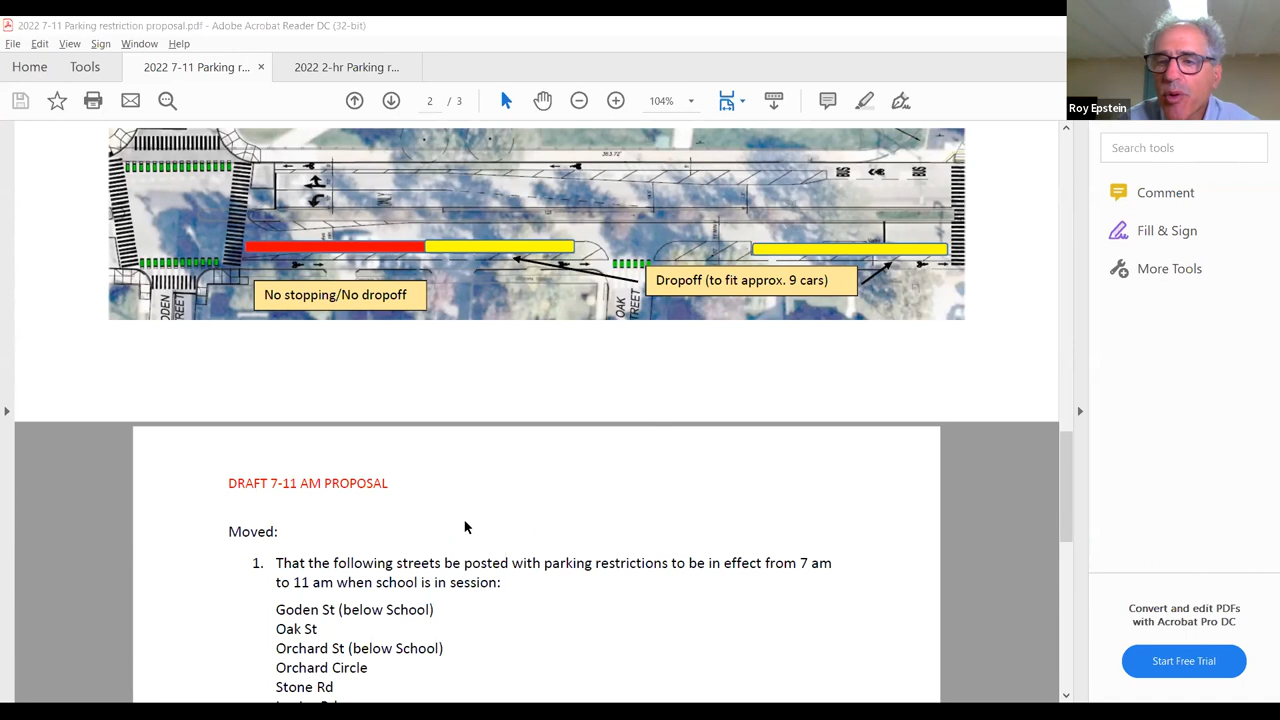 2022 7-11 Parking restriction proposal.pdf - Adobe Acrobat Reader DC (32-bit)
File Edit View Sign Window Help
Home Tools 2022 7-11 Parking r... × 2022 2-hr Parking r...
2 / 3 104%
Roy Epstein
Search tools
Comment
Fill & Sign
More Tools
363.72'
ONLY
No stopping/No dropoff
Dropoff (to fit approx. 9 cars)
ODEN
STREET
OAK
STREET
DRAFT 7-11 AM PROPOSAL
Moved:
1. That the following streets be posted with parking restrictions to be in effect from 7 am
to 11 am when school is in session:
Goden St (below School)
Oak St
Orchard St (below School)
Orchard Circle
Stone Rd
Convert and edit PDFs
with Acrobat Pro DC
Start Free Trial